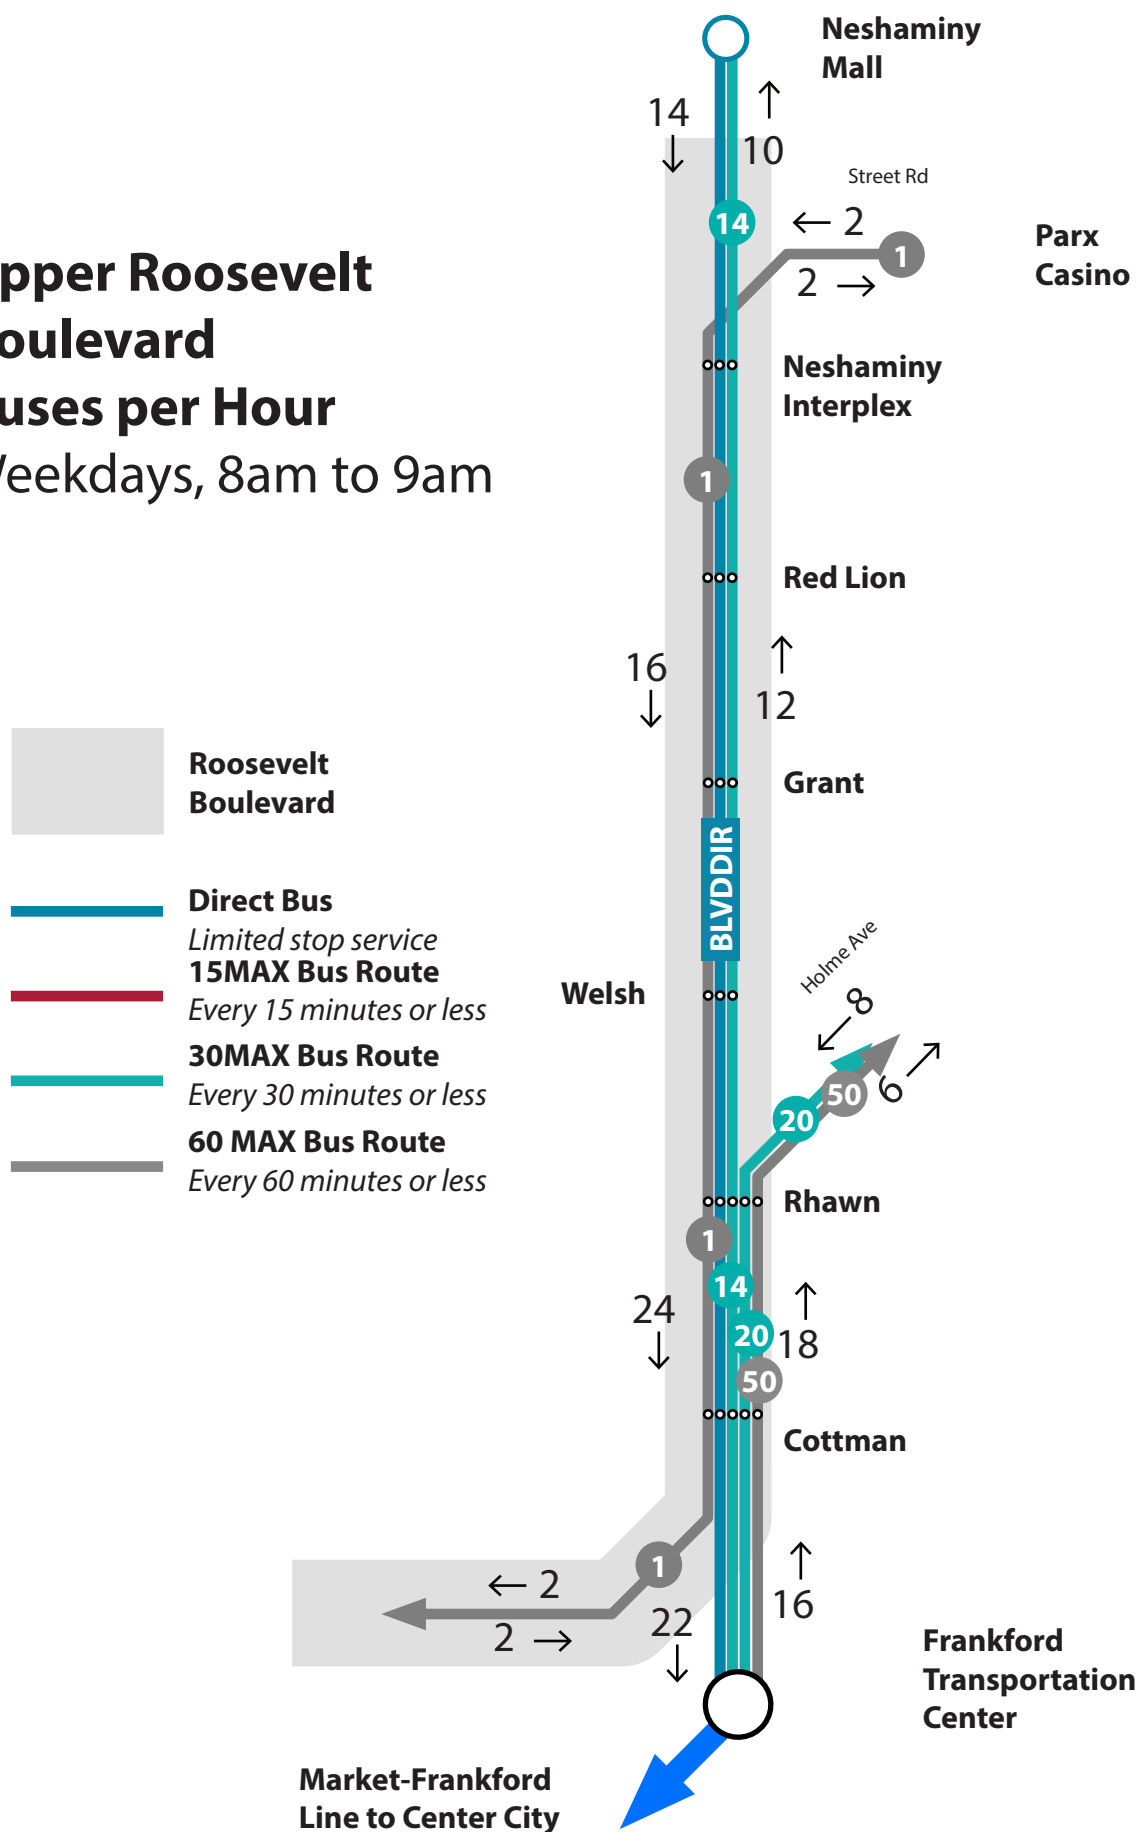 Neshaminy
Mall
14
10
Street Rd
14
2
1
2
Parx
Casino
pper Roosevelt
oulevard
uses per Hour
Weekdays, 8am to 9am
Neshaminy
Interplex
1
Red Lion
16
12
Grant
Roosevelt
Boulevard
BLVDDIR
Direct Bus
Limited stop service
15MAX Bus Route
Every 15 minutes or less
30MAX Bus Route
Every 30 minutes or less
60 MAX Bus Route
Every 60 minutes or less
Welsh
Holme Ave
8
6
50
20
Rhawn
1
14
20
50
24
18
Cottman
1
2
2
22
16
Frankford
Transportation
Center
Market-Frankford
Line to Center City